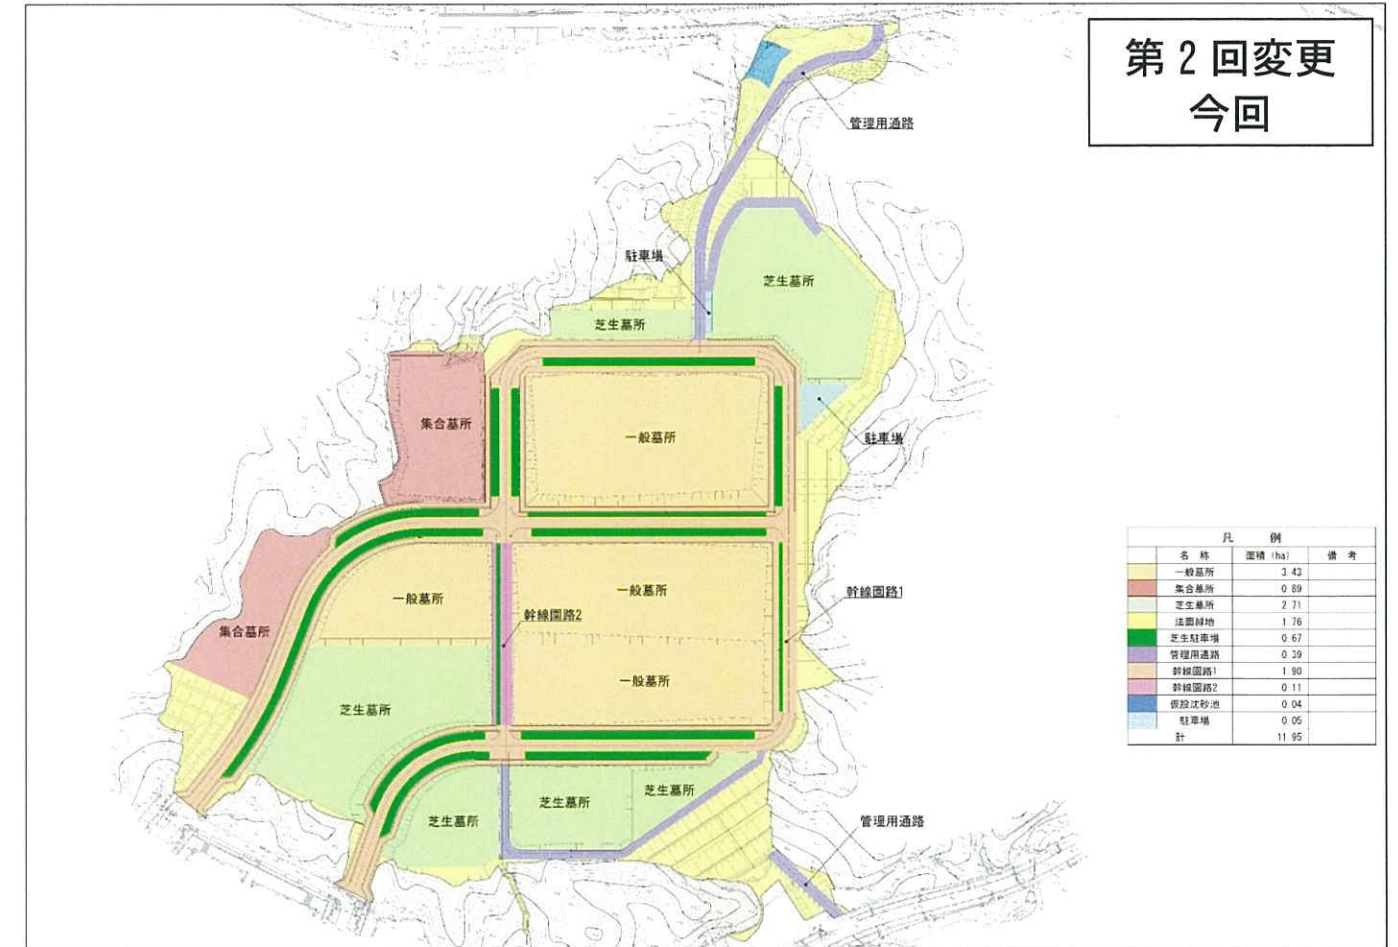 第2回変更
今回
管理用通路
駐車場
芝生墓所
芝生墓所
集合墓所
一般墓所
駐車場
一般墓所
一般墓所
幹線園路1
幹線園路2
集合墓所
一般墓所
芝生墓所
芝生墓所
芝生墓所
芝生墓所
管理用通路
凡 例
名 称 面積 (ha) 備 考
一般墓所 3.43
集合墓所 0.89
芝生墓所 2.71
法面緑地 1.76
芝生駐車場 0.67
管理用通路 0.39
幹線園路1 1.90
幹線園路2 0.11
仮設沈砂池 0.04
駐車場 0.05
計 11.95